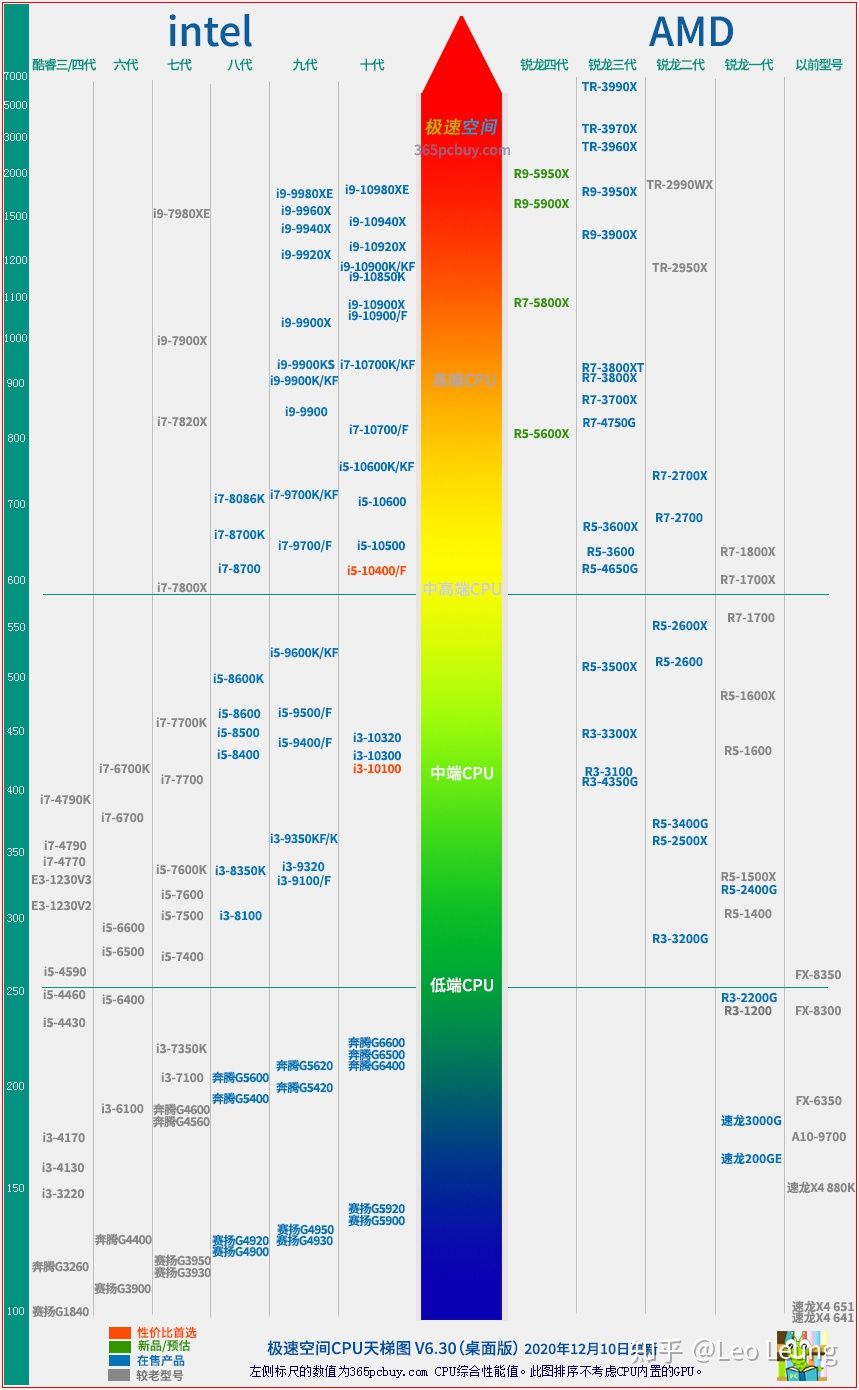 intel
AMD
酷睿三/四代 六代 七代 八代 九代 十代 锐龙四代 锐龙三代 锐龙二代 锐龙一代 以前型号
7000
TR-3990X
5000
极速空间
TR-3970X
3000
TR-3960X
365pcbuy.com
2000
R9-5950X
TR-2990WX
i9-9980XE
i9-10980XE
R9-3950X
R9-5900X
i9-7980XE
i9-9960X
1500
i9-10940X
i9-9940X
R9-3900X
i9-10920X
i9-9920X
1200
i9-10900K/KF
TR-2950X
i9-10850K
1100
R7-5800X
i9-10900X
i9-10900/F
i9-9900X
1000
i9-7900X
i9-9900KS
i7-10700K/KF
R7-3800XT
R7-3800X
i9-9900K/KF
高端CPU
900
R7-3700X
i9-9900
i7-7820X
R7-4750G
i7-10700/F
R5-5600X
800
i5-10600K/KF
R7-2700X
i7-9700K/KF
i7-8086K
i5-10600
700
R7-2700
R5-3600X
i7-8700K
i7-9700/F
i5-10500
R5-3600
R7-1800X
i7-8700
R5-4650G
i5-10400/F
600
R7-1700X
i7-7800X
中高端CPU
R7-1700
550
R5-2600X
i5-9600K/KF
R5-2600
R5-3500X
500
i5-8600K
R5-1600X
i5-8600
i5-9500/F
i7-7700K
450
i5-8500
R3-3300X
i3-10320
i5-9400/F
R5-1600
i5-8400
i3-10300
i7-6700K
i3-10100
中端CPU
R3-3100
i7-7700
R3-4350G
400
i7-4790K
i7-6700
R5-3400G
i3-9350KF/K
R5-2500X
i7-4790
350
i7-4770
i3-9320
i5-7600K
i3-8350K
R5-1500X
E3-1230V3
i3-9100/F
R5-2400G
i5-7600
E3-1230V2
R5-1400
i5-7500
i3-8100
300
i5-6600
R3-3200G
i5-6500
i5-7400
i5-4590
FX-8350
低端CPU
250
i5-4460
R3-2200G
i5-6400
R3-1200
FX-8300
i5-4430
奔腾G6600
i3-7350K
奔腾G6500
奔腾G5620
奔腾G6400
i3-7100
奔腾G5600
200
奔腾G5420
奔腾G5400
FX-6350
i3-6100
奔腾G4600
奔腾G4560
速龙3000G
i3-4170
A10-9700
速龙200GE
i3-4130
150
速龙X4 880K
i3-3220
赛扬G5920
赛扬G5900
赛扬G4950
奔腾G4400
赛扬G4920
赛扬G4930
赛扬G4900
赛扬G3950
奔腾G3260
赛扬G3930
赛扬G3900
速龙X4 651
100
赛扬G1840
速龙X4 641
性价比首选
新品/预估
在售产品
较老型号
极速空间CPU天梯图 V6.30（桌面版） 2020年12月10日更新
知乎 @Leo Leung
左侧标尺的数值为365pcbuy.com CPU综合性能值。此图排序不考虑CPU内置的GPU。